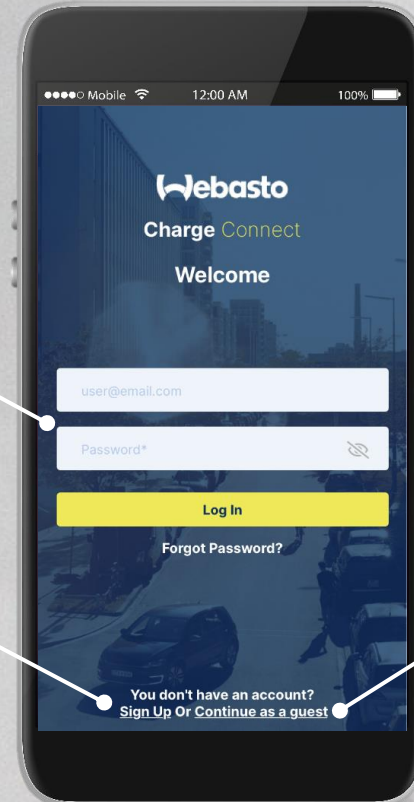 Mobile 12:00 AM 100%
Webasto
Charge Connect
Welcome
user@email.com
Password*
Log In
Forgot Password?
You don't have an account?
Sign Up Or Continue as a guest